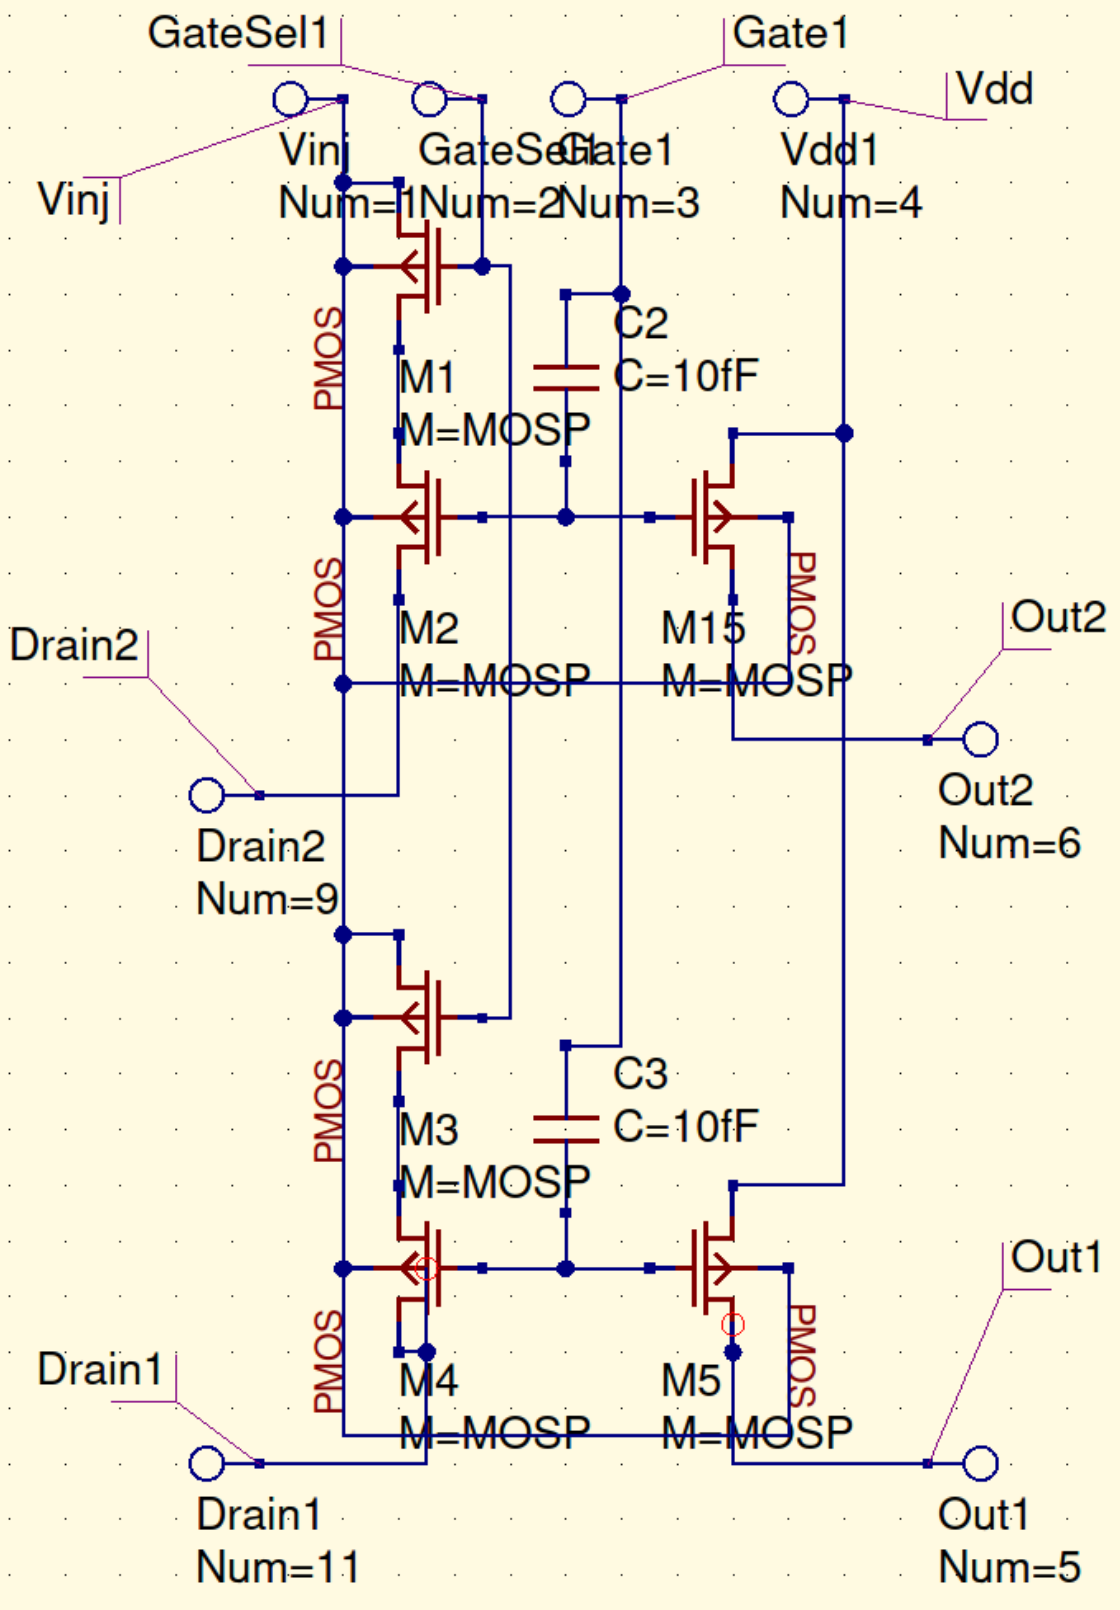 GateSel1
Gate1
Vdd
Vinj
Vinj
Num=1
GateSel1
Num=2
Gate1
Num=3
Vdd1
Num=4
PMOS
M1
M=MOSP
C2
C=10fF
PMOS
M2
M=MOSP
PMOS
M15
M=MOSP
Drain2
Out2
Drain2
Num=9
Out2
Num=6
PMOS
M3
M=MOSP
C3
C=10fF
PMOS
M4
M=MOSP
PMOS
M5
M=MOSP
Drain1
Out1
Drain1
Num=11
Out1
Num=5